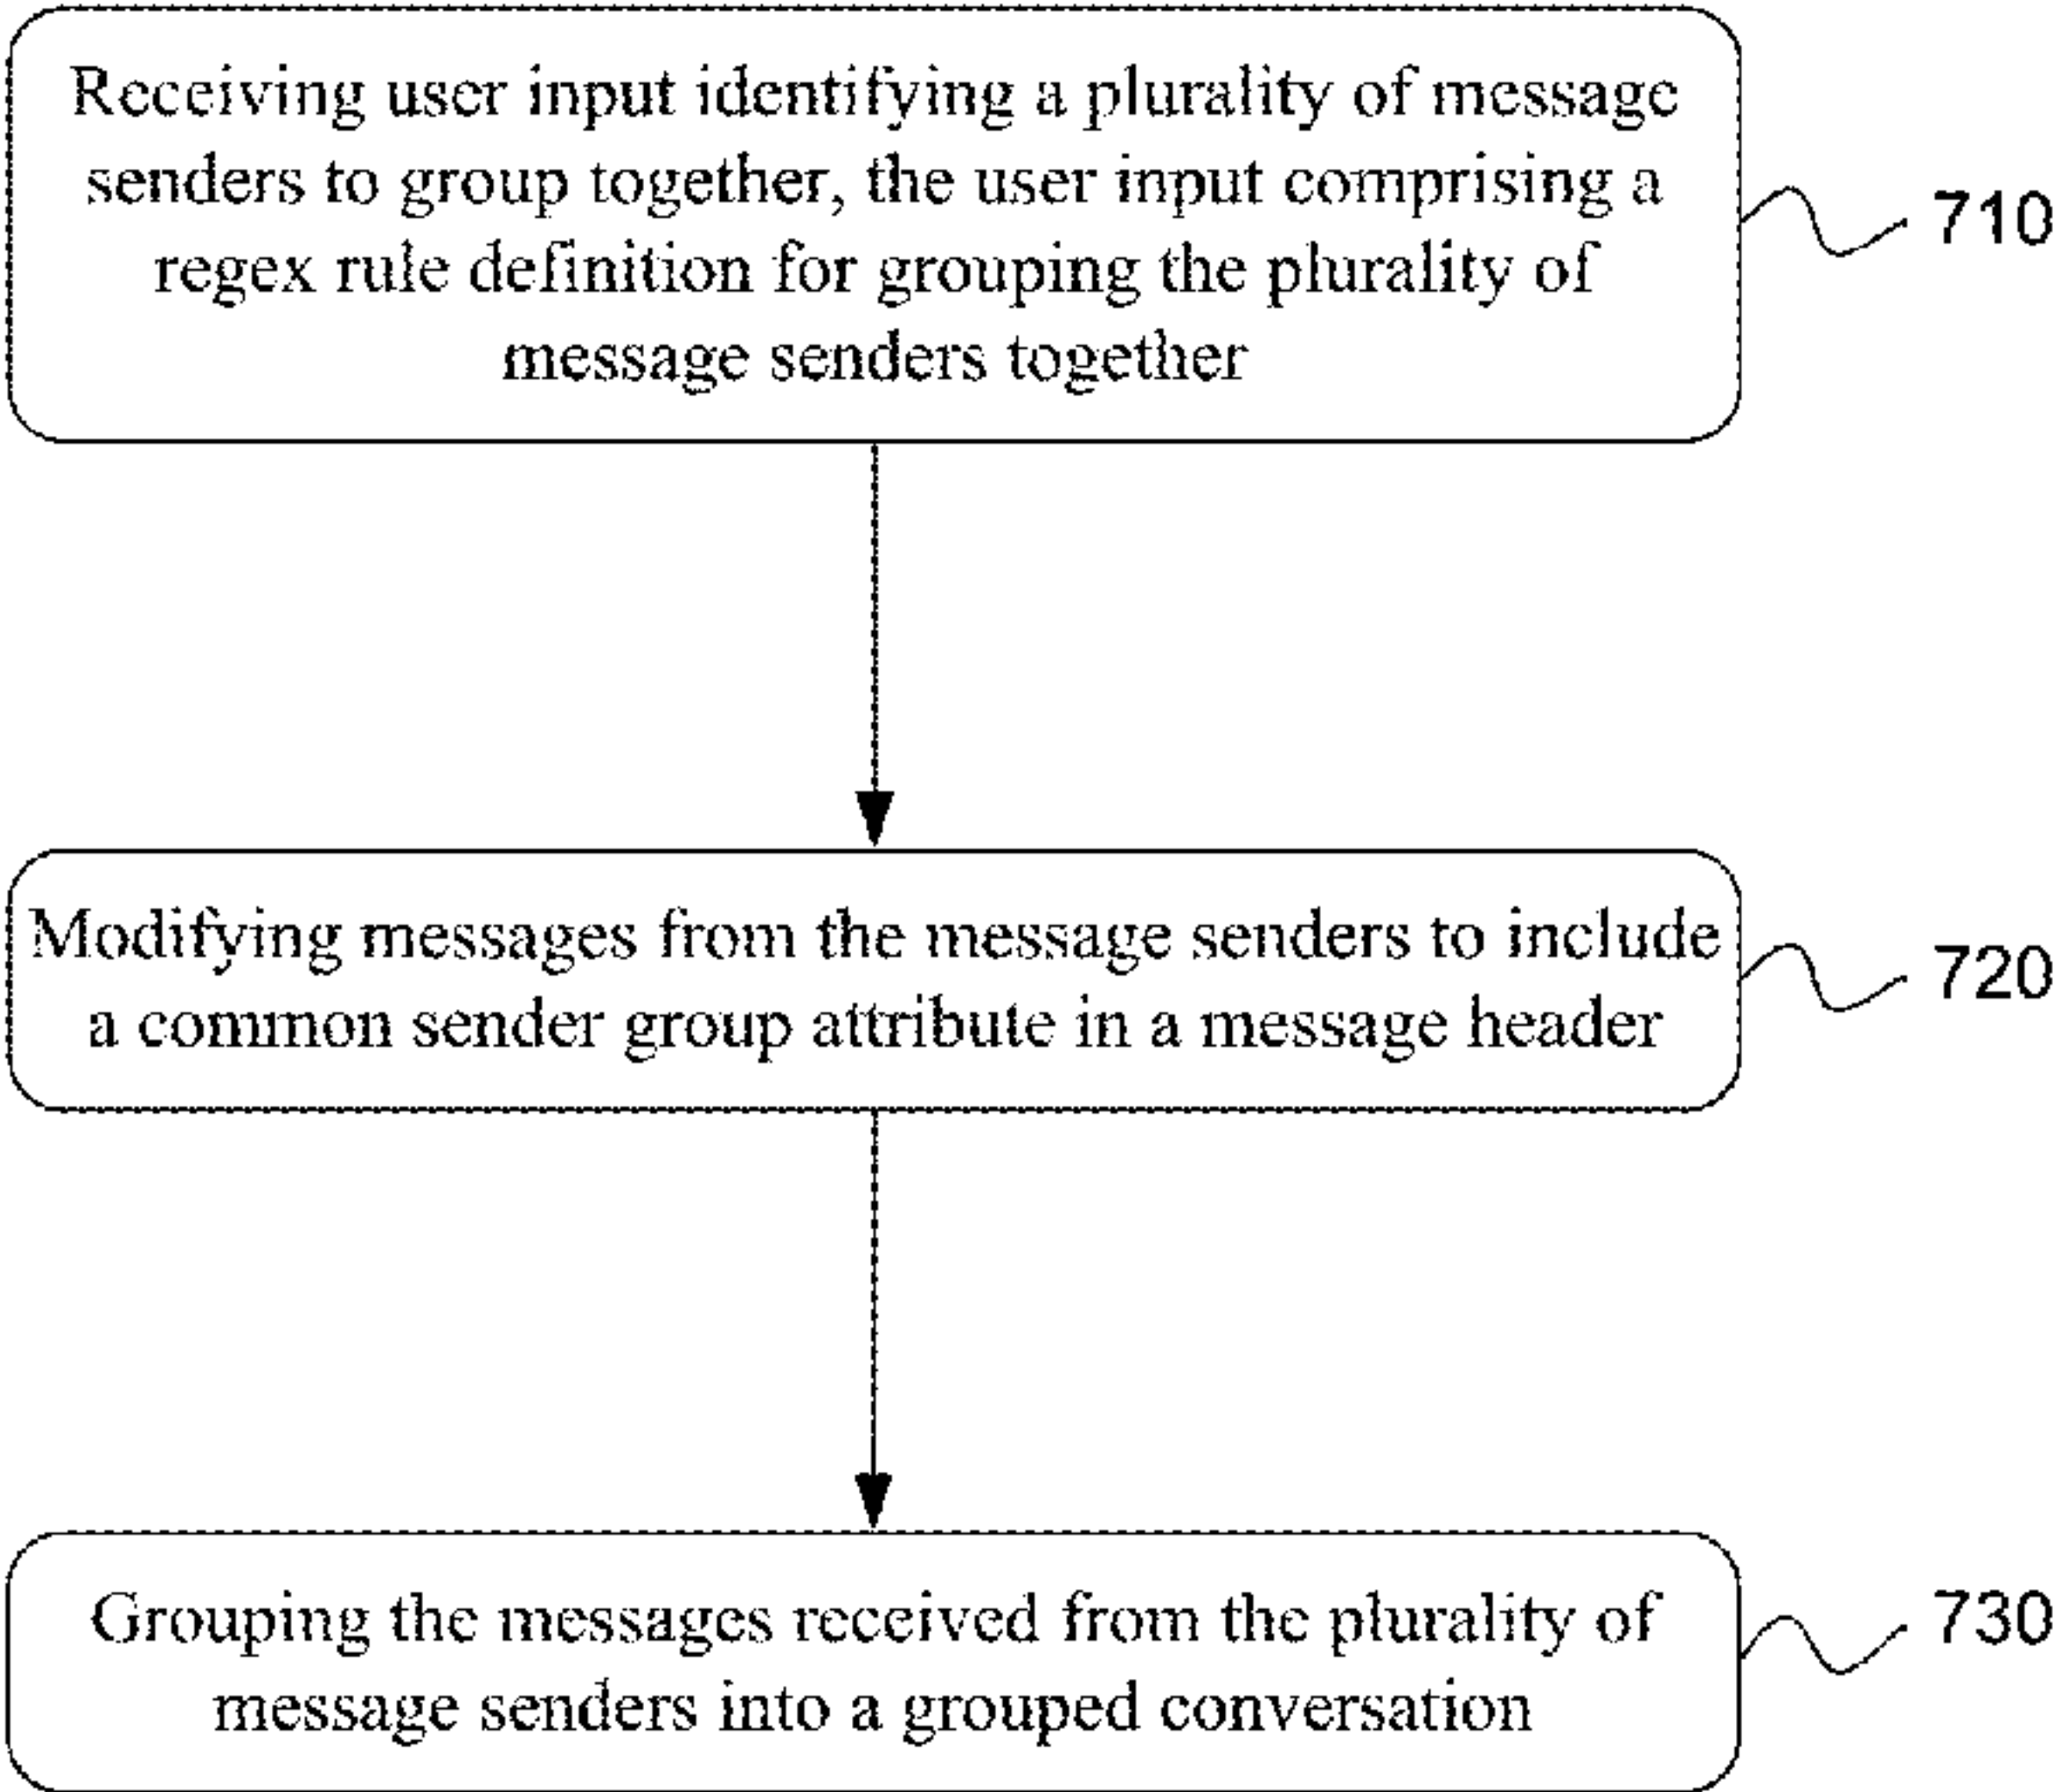 Receiving user input identifying a plurality of message
senders to group together, the user input comprising a
regex rule definition for grouping the plurality of
message senders together
710
Modifying messages from the message senders to include
a common sender group attribute in a message header
720
Grouping the messages received from the plurality of
message senders into a grouped conversation
730